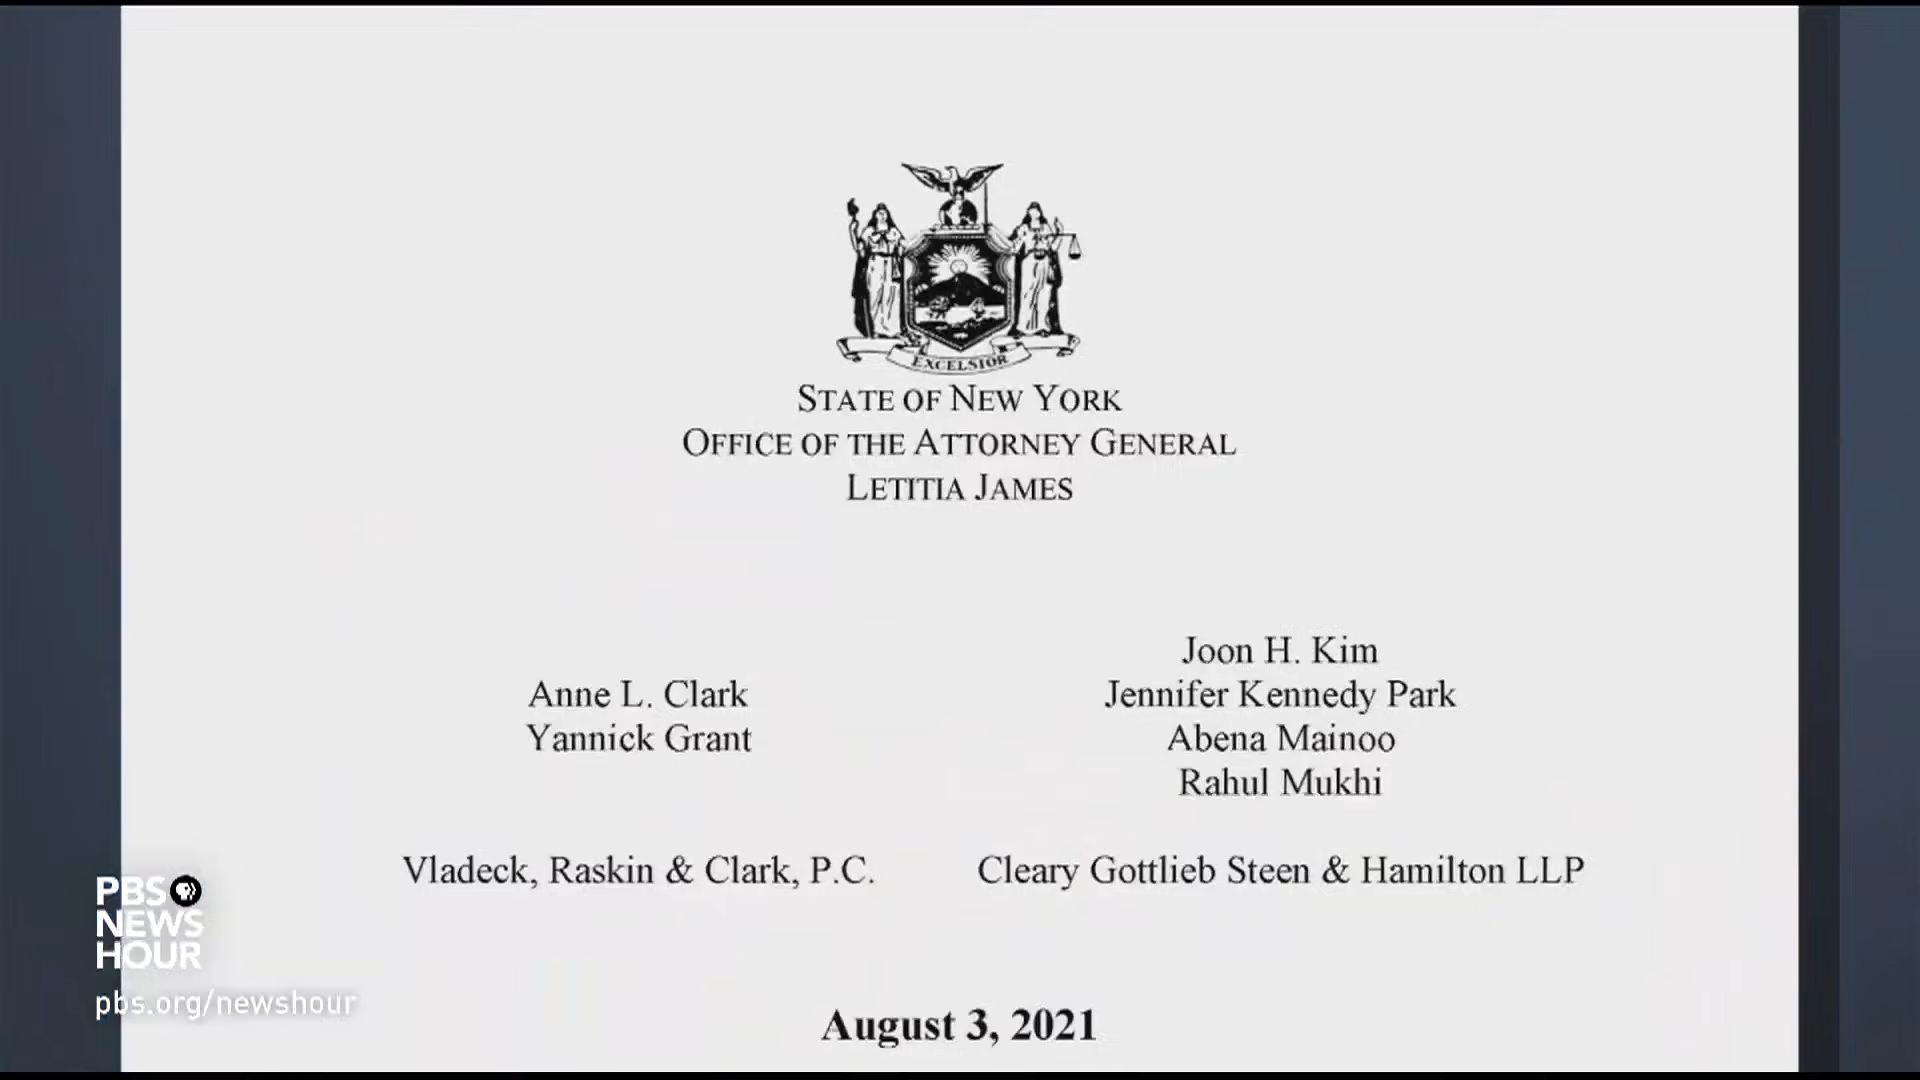 EXCELSIOR
STATE OF NEW YORK
OFFICE OF THE ATTORNEY GENERAL
LETITIA JAMES
Joon H. Kim
Anne L. Clark
Jennifer Kennedy Park
Yannick Grant
Abena Mainoo
Rahul Mukhi
Vladeck, Raskin & Clark, P.C.
Cleary Gottlieb Steen & Hamilton LLP
PBS
NEWS
HOUR
pbs.org/newshour
August 3, 2021